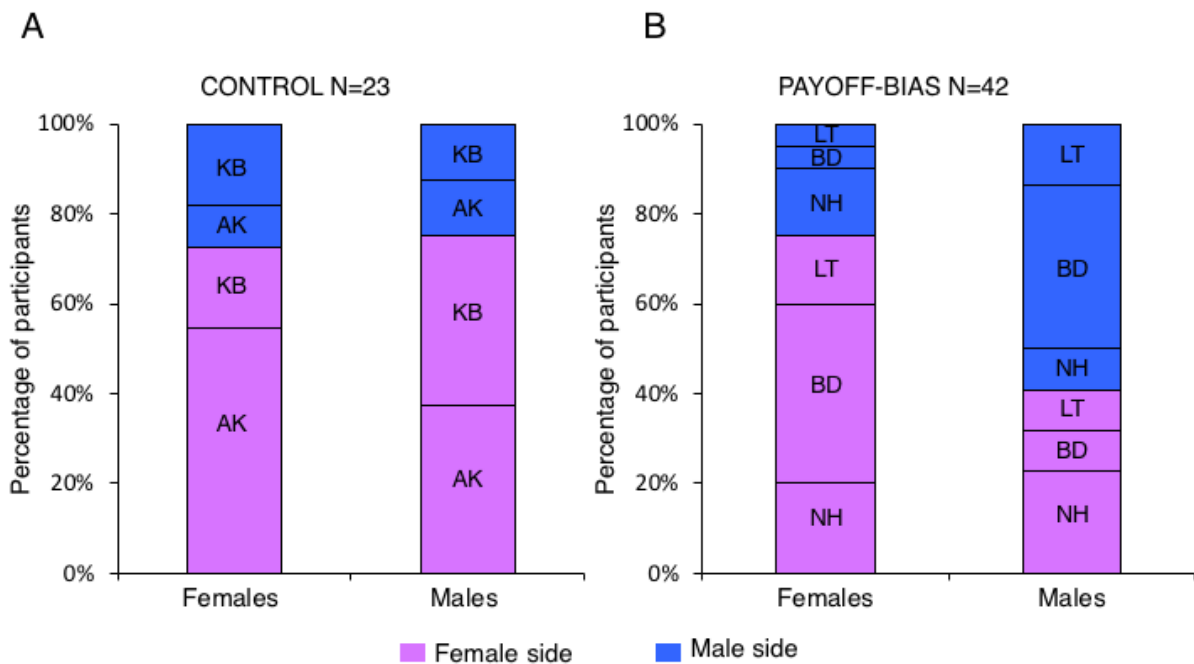 A
CONTROL N=23
Percentage of participants
100%
80%
60%
40%
20%
0%
KB
AK
KB
AK
KB
AK
KB
AK
Females
Males
B
PAYOFF-BIAS N=42
Percentage of participants
100%
80%
60%
40%
20%
0%
LT
BD
NH
LT
BD
NH
LT
BD
NH
LT
BD
NH
Females
Males
Female side
Male side